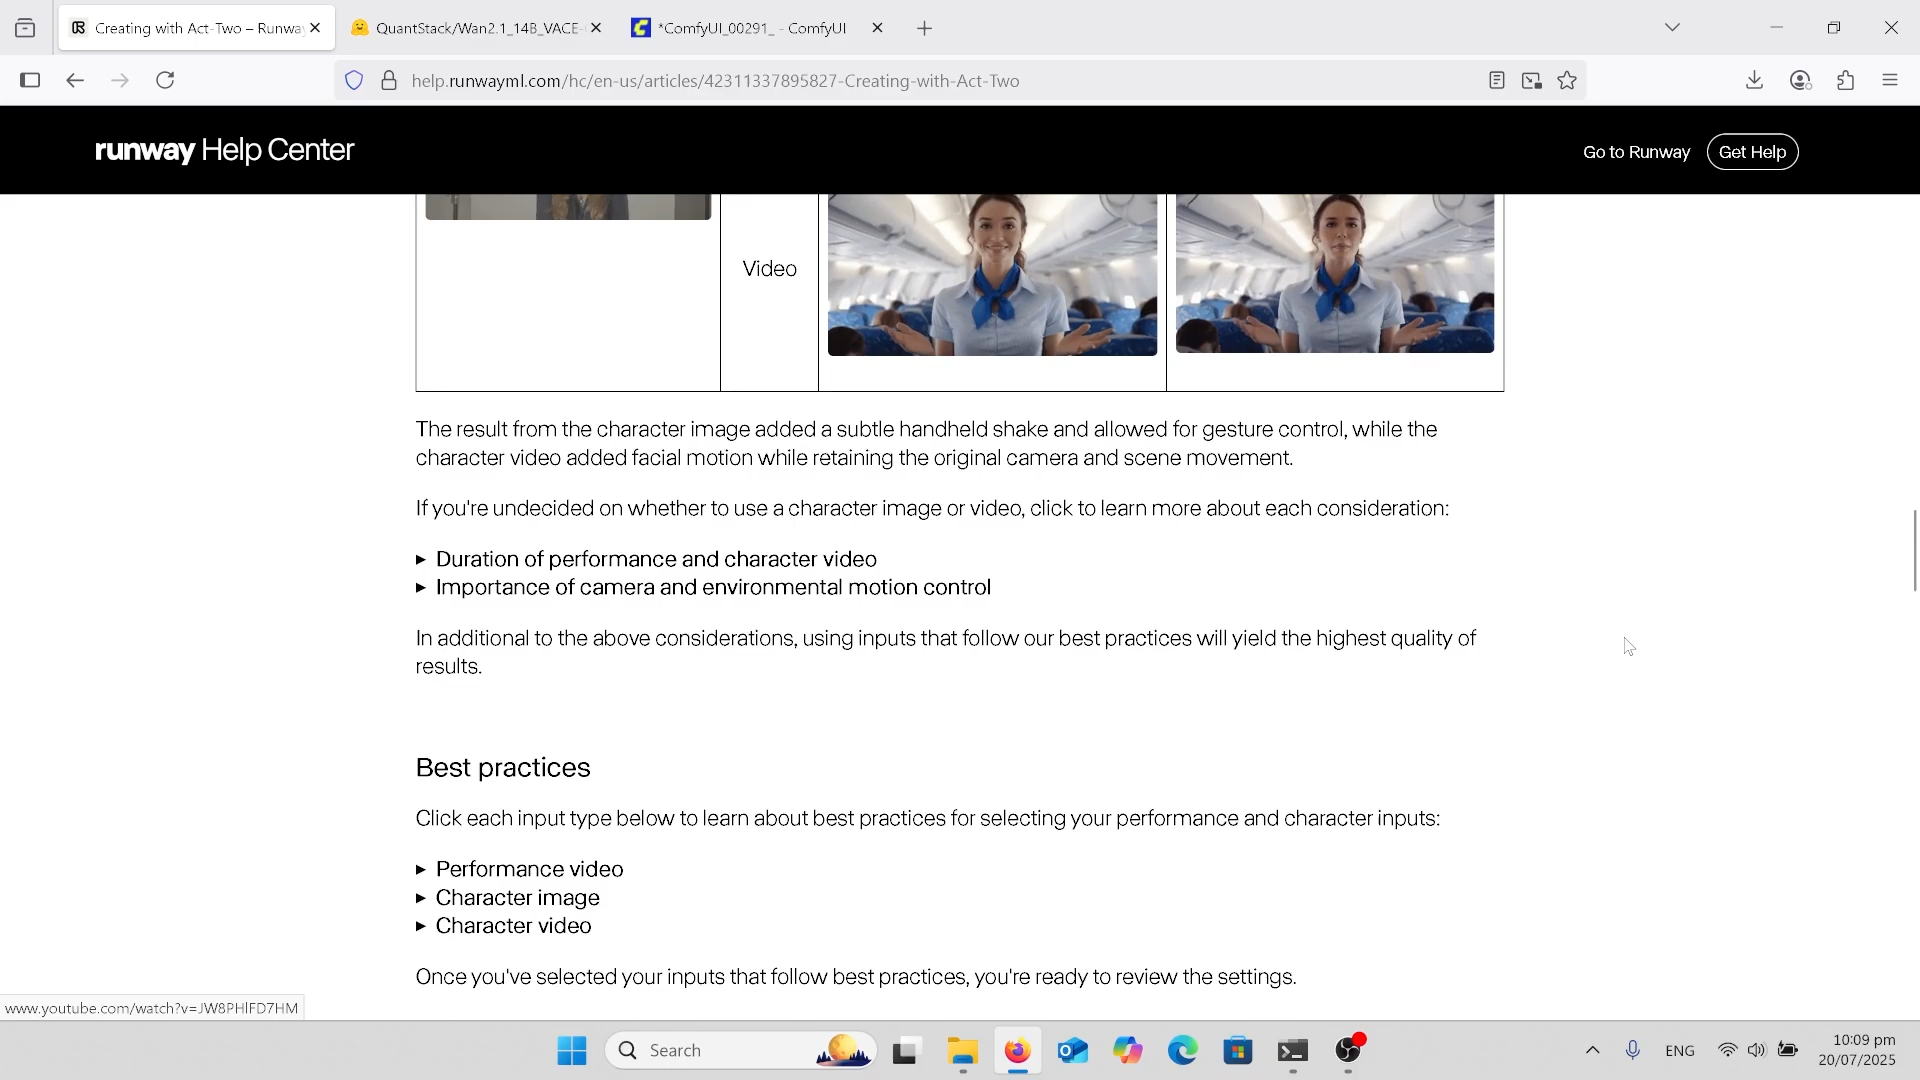 Creating with Act-Two – Runway
QuantStack/Wan2.1_14B_VACE-
*ComfyUI_00291_ - ComfyUI
help.runwayml.com/hc/en-us/articles/42311337895827-Creating-with-Act-Two
runway Help Center
Go to Runway
Get Help
Video
The result from the character image added a subtle handheld shake and allowed for gesture control, while the
character video added facial motion while retaining the original camera and scene movement.
If you're undecided on whether to use a character image or video, click to learn more about each consideration:
▸ Duration of performance and character video
▸ Importance of camera and environmental motion control
In additional to the above considerations, using inputs that follow our best practices will yield the highest quality of
results.
Best practices
Click each input type below to learn about best practices for selecting your performance and character inputs:
▸ Performance video
▸ Character image
▸ Character video
Once you've selected your inputs that follow best practices, you're ready to review the settings.
www.youtube.com/watch?v=JW8PHlFD7HM
Search
ENG
10:09 pm
20/07/2025